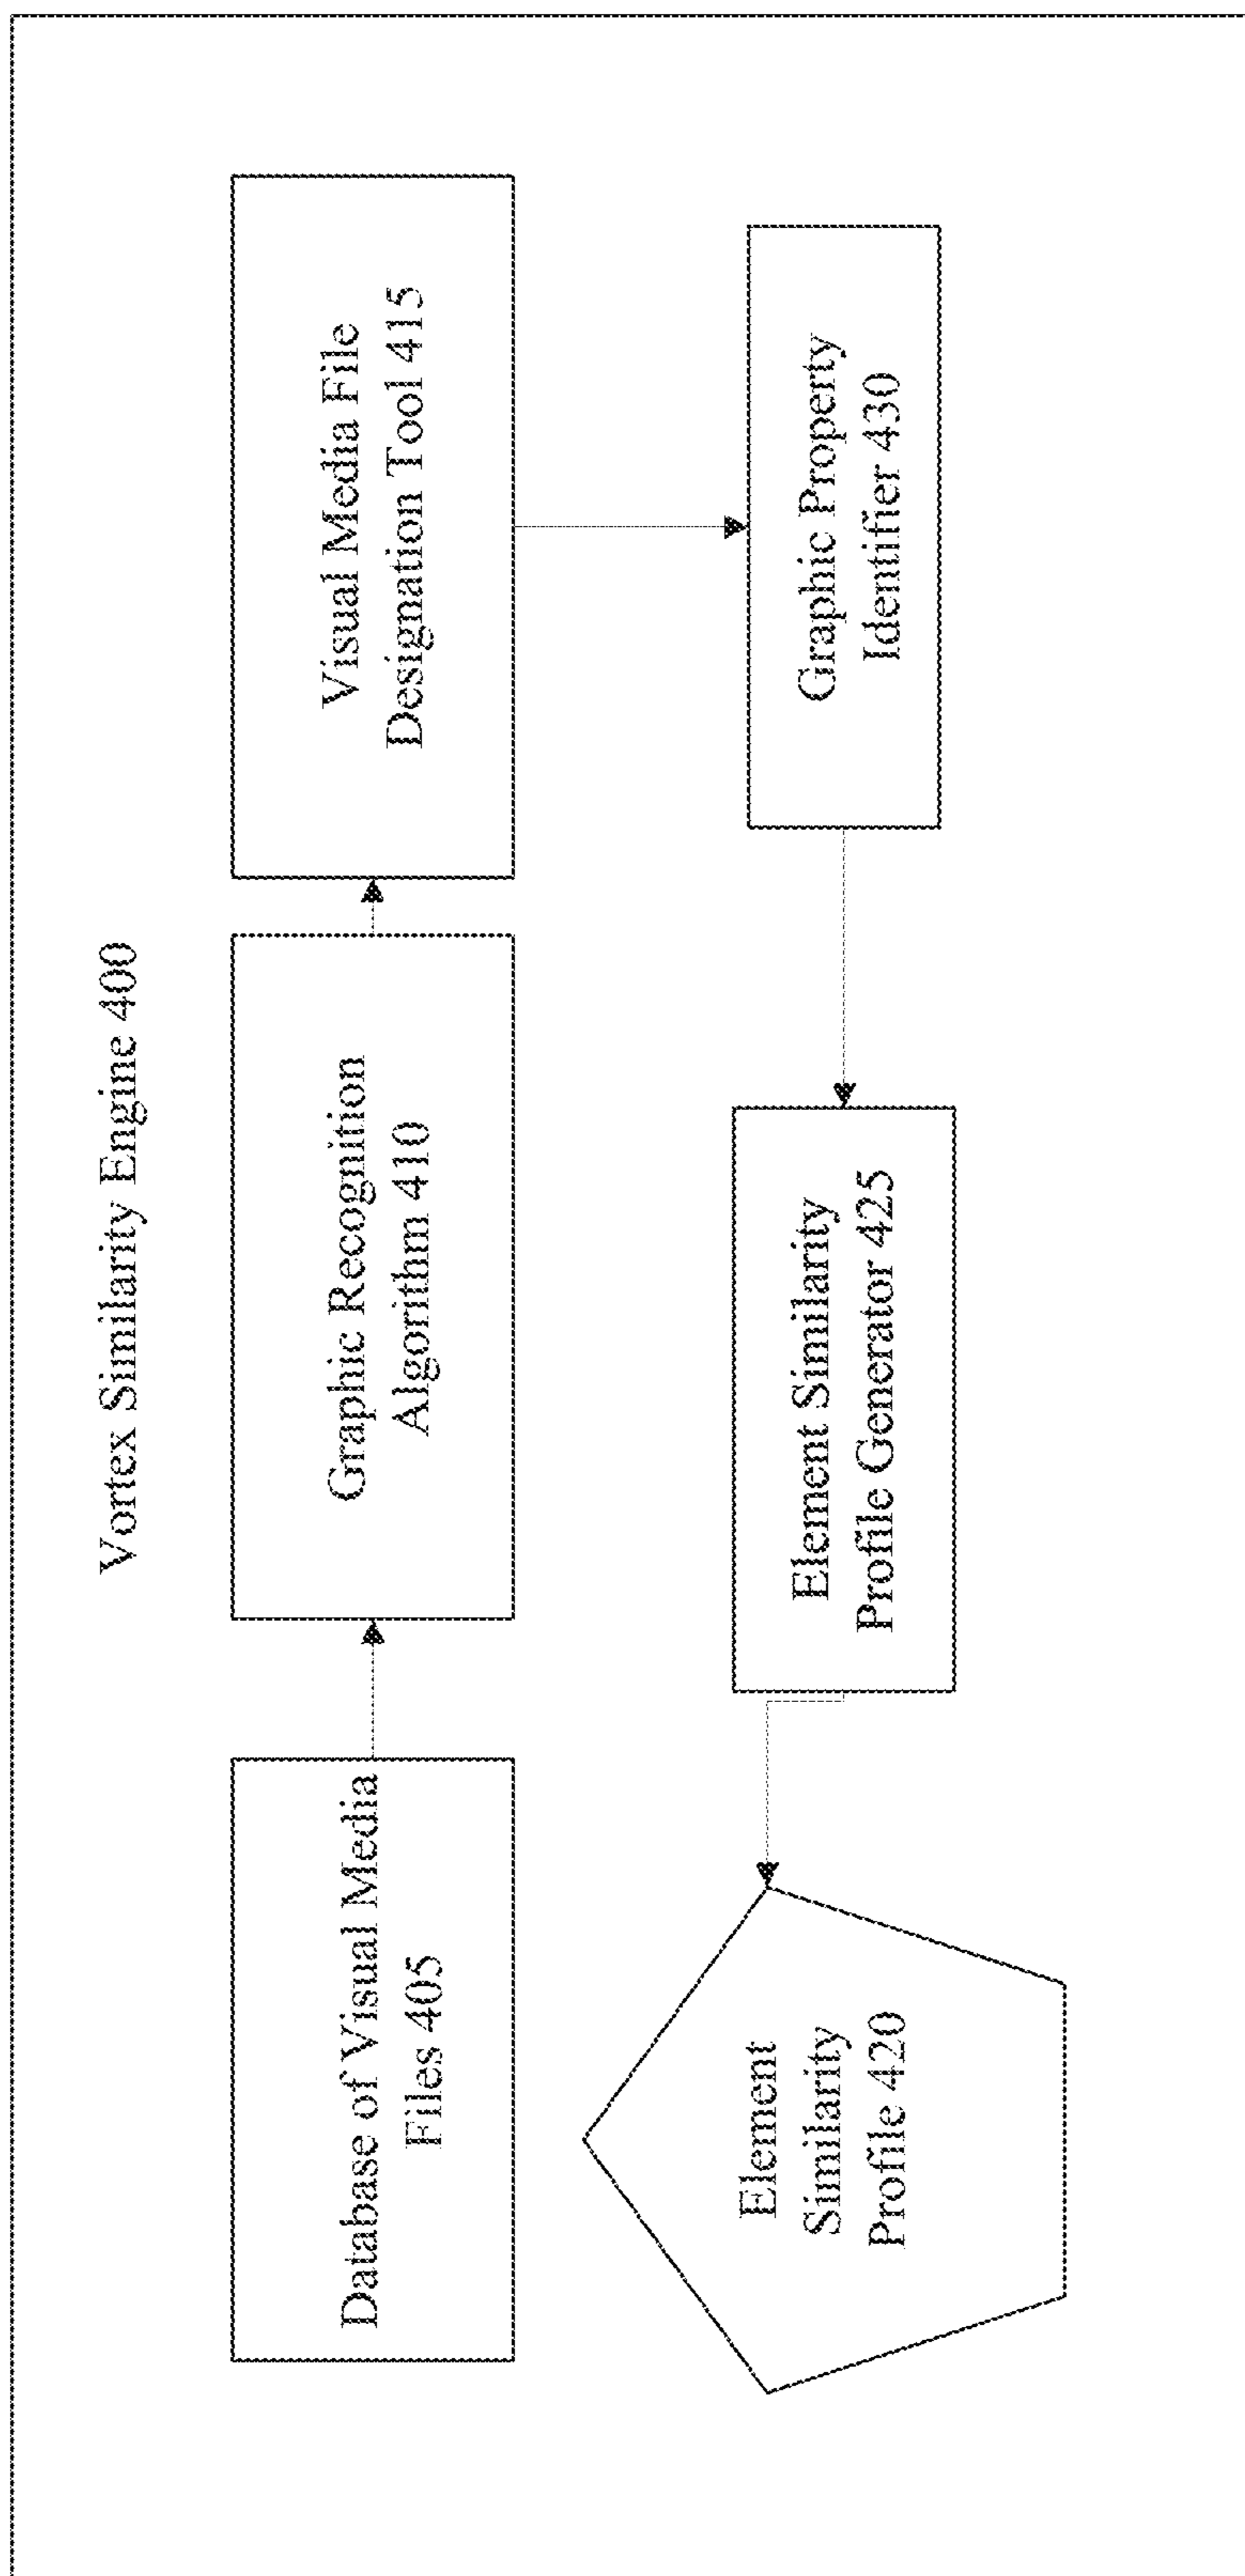 Vortex Similarity Engine 400
Database of Visual Media
Files 405
Graphic Recognition
Algorithm 410
Visual Media File
Designation Tool 415
Element
Similarity
Profile 420
Element Similarity
Profile Generator 425
Graphic Property
Identifier 430